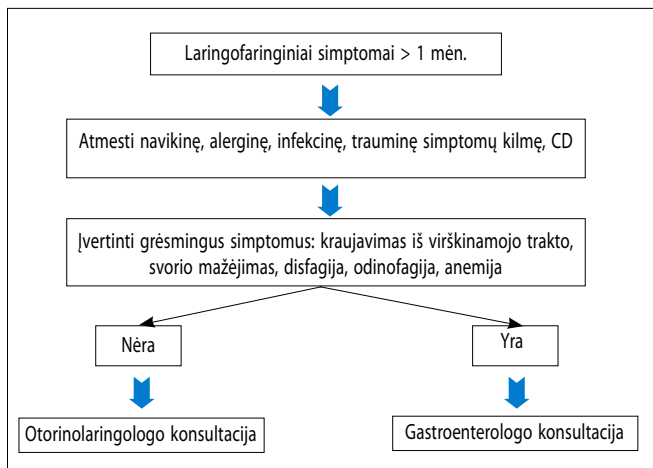 Laringofaringiniai simptomai > 1 mėn.
Atmesti navikinę, alerginę, infekcinę, trauminę simptomų kilmę, CD
Įvertinti grėsmingus simptomus: kraujavimas iš virškinamojo trakto,
svorio mažėjimas, disfagija, odinofagija, anemija
Nėra
Yra
Otorinolaringologo konsultacija
Gastroenterologo konsultacija